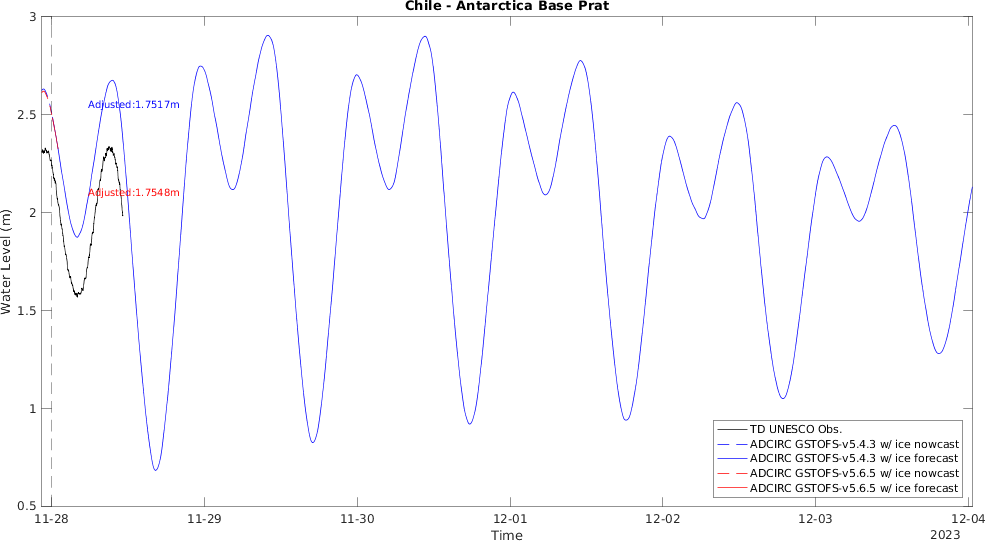 Chile - Antarctica Base Prat
3
2.5
2
1.5
1
0.5
Water Level (m)
Adjusted:1.7517m
Adjusted:1.7548m
TD UNESCO Obs.
ADCIRC GSTOFS-v5.4.3 w/ ice nowcast
ADCIRC GSTOFS-v5.4.3 w/ ice forecast
ADCIRC GSTOFS-v5.6.5 w/ ice nowcast
ADCIRC GSTOFS-v5.6.5 w/ ice forecast
11-28 11-29 11-30 12-01 12-02 12-03 12-04
Time
2023